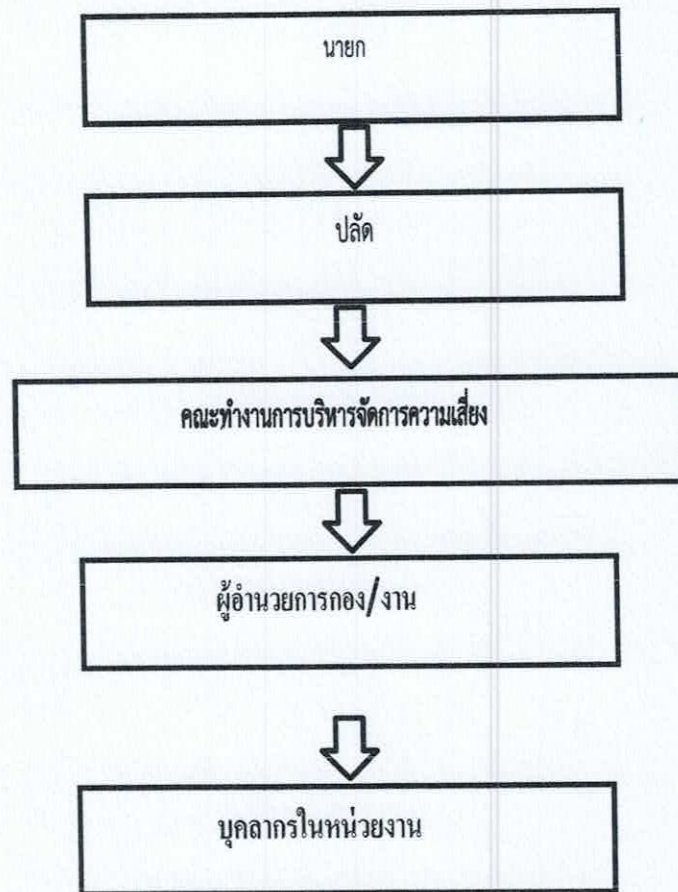 นายก
ปลัด
คณะทำงานการบริหารจัดการความเสี่ยง
ผู้อำนวยการกอง/งาน
บุคลากรในหน่วยงาน